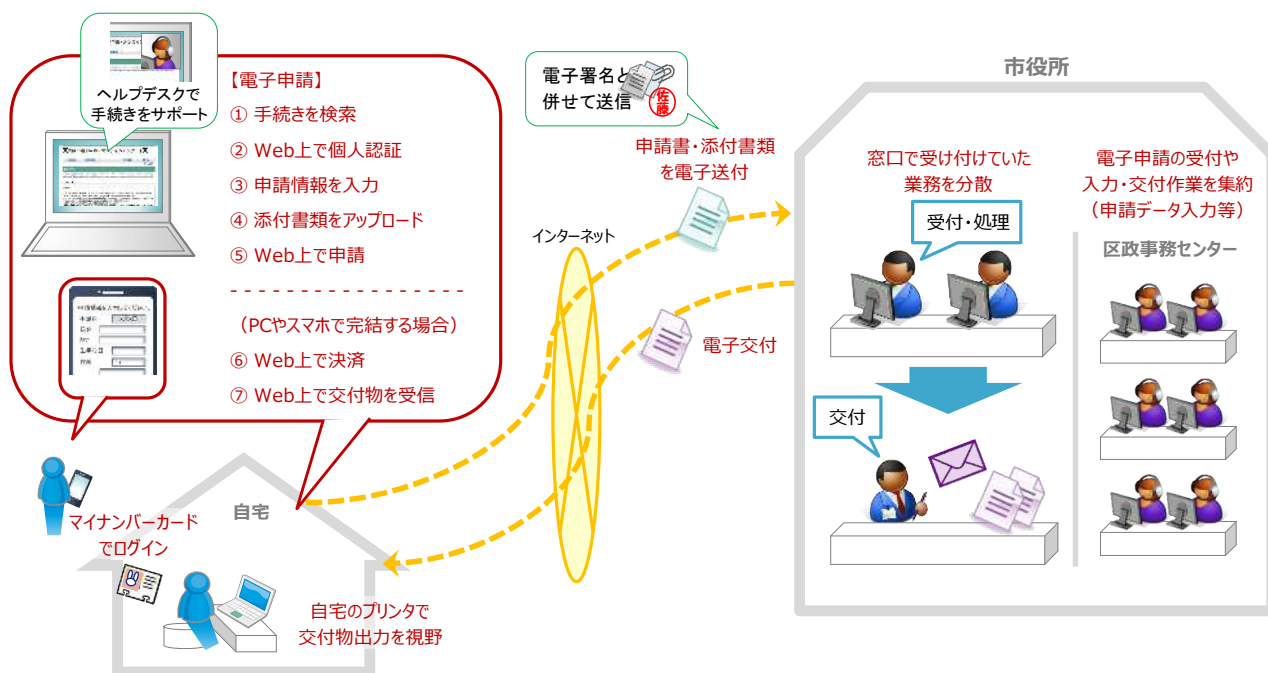 ヘルプデスクで
手続きをサポート
【電子申請】
① 手続きを検索
② Web上で個人認証
③ 申請情報を入力
④ 添付書類をアップロード
⑤ Web上で申請
（PCやスマホで完結する場合）
⑥ Web上で決済
⑦ Web上で交付物を受信
マイナンバーカード
でログイン
自宅
自宅のプリンタで
交付物出力を視野
インターネット
電子署名と
併せて送信
佐藤
申請書・添付書類
を電子送付
電子交付
市役所
窓口で受け付けていた
業務を分散
受付・処理
交付
電子申請の受付や
入力・交付作業を集約
（申請データ入力等）
区政事務センター